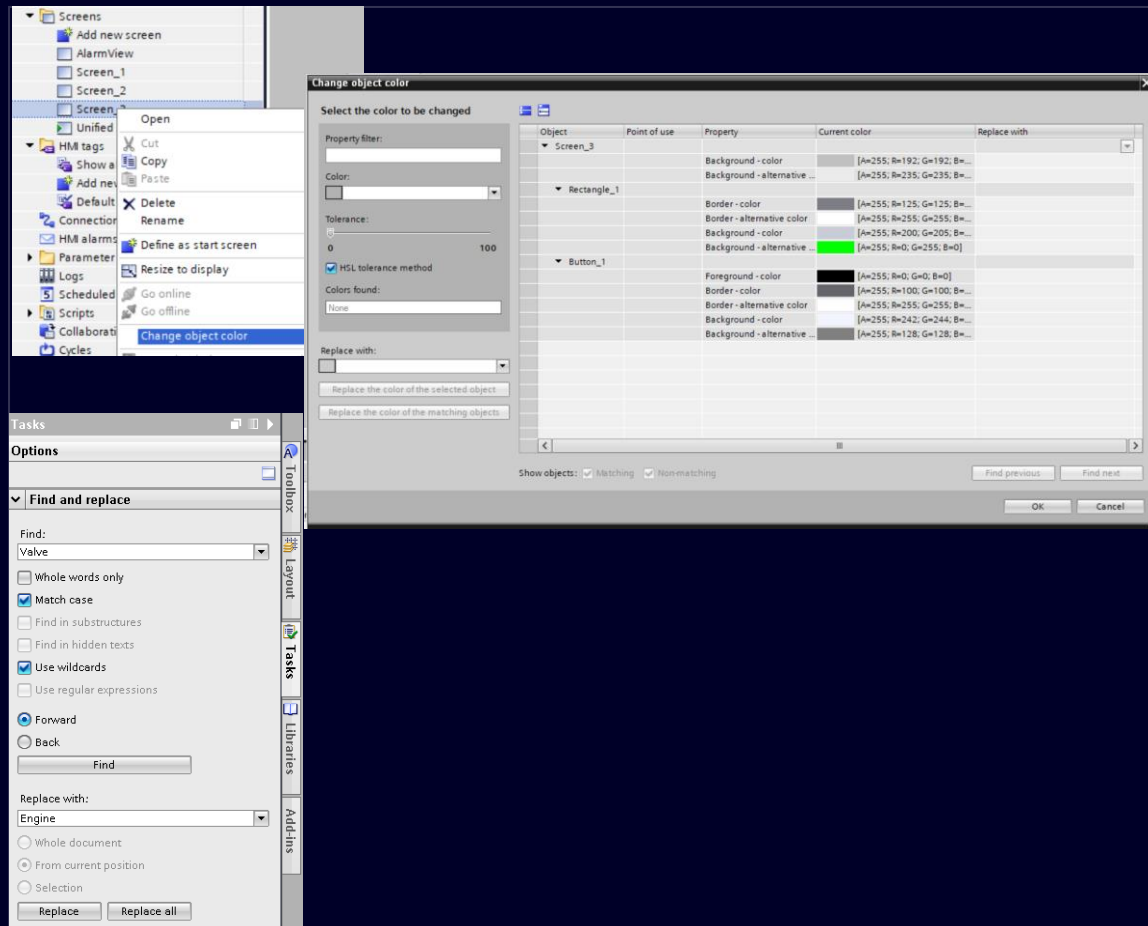 Screens
Add new screen
AlarmView
Screen_1
Screen_2
Screen_
Unified
HMI tags
Show a
Add new
Default
Connection
HMI alarms
Parameter
Logs
Scheduled
Scripts
Collaborati
Cycles
Open
Cut
Copy
Paste
Delete
Rename
Define as start screen
Resize to display
Go online
Go offline
Change object color
Change object color
Select the color to be changed
Property filter:
Color:
Tolerance:
0 100
HSL tolerance method
Colors found:
None
Replace with:
Replace the color of the selected object
Replace the color of the matching objects
Object Point of use Property Current color Replace with
Screen_3
Background - color [A=255; R=192; G=192; B=...
Background - alternative ... [A=255; R=235; G=235; B=...
Rectangle_1
Border - color [A=255; R=125; G=125; B=...
Border - alternative color [A=255; R=255; G=255; B=...
Background - color [A=255; R=200; G=205; B=...
Background - alternative ... [A=255; R=0; G=255; B=0]
Button_1
Foreground - color [A=255; R=0; G=0; B=0]
Border - color [A=255; R=100; G=100; B=...
Border - alternative color [A=255; R=255; G=255; B=...
Background - color [A=255; R=242; G=244; B=...
Background - alternative ... [A=255; R=128; G=128; B=...
Show objects: Matching Non-matching
Find previous Find next
OK Cancel
Tasks
Options
Find and replace
Find:
Valve
Whole words only
Match case
Find in substructures
Find in hidden texts
Use wildcards
Use regular expressions
Forward
Back
Find
Replace with:
Engine
Whole document
From current position
Selection
Replace Replace all
Toolbox
Layout
Tasks
Libraries
Add-ins